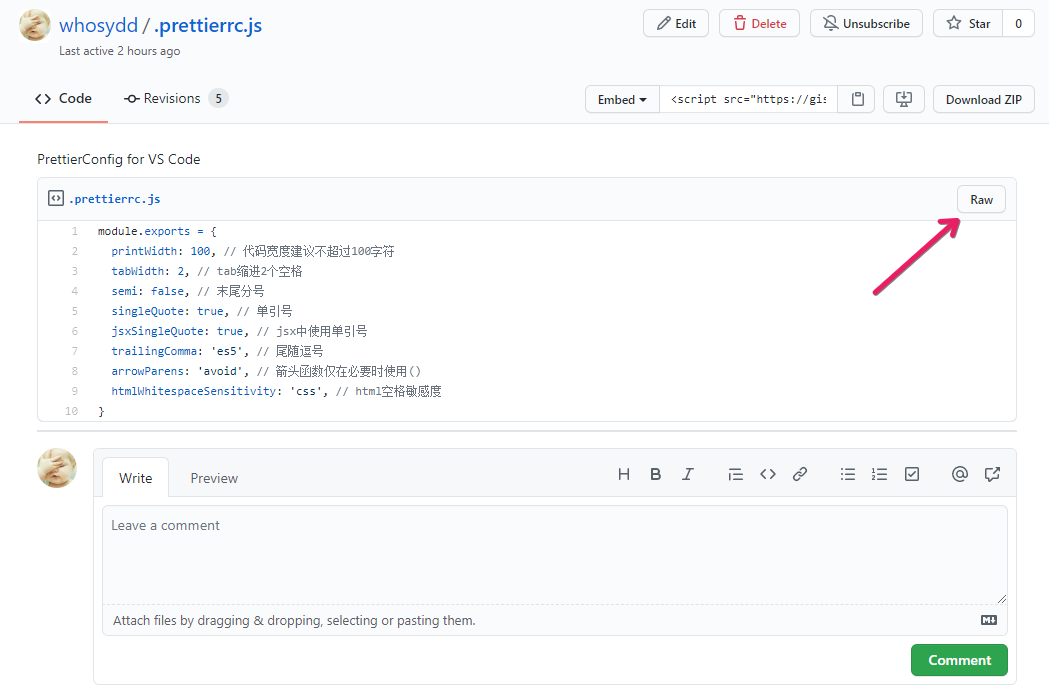 whosydd / .prettierrc.js
Edit
Delete
Unsubscribe
Star
0
Last active 2 hours ago
Code
Revisions 5
Embed
<script src="https://gis
Download ZIP
PrettierConfig for VS Code
.prettierrc.js
Raw
1 module.exports = {
2 printWidth: 100, // 代码宽度建议不超过100字符
3 tabWidth: 2, // tab缩进2个空格
4 semi: false, // 末尾分号
5 singleQuote: true, // 单引号
6 jsxSingleQuote: true, // jsx中使用单引号
7 trailingComma: 'es5', // 尾随逗号
8 arrowParens: 'avoid', // 箭头函数仅在必要时使用()
9 htmlWhitespaceSensitivity: 'css', // html空格敏感度
10 }
Write
Preview
Leave a comment
Attach files by dragging & dropping, selecting or pasting them.
Comment